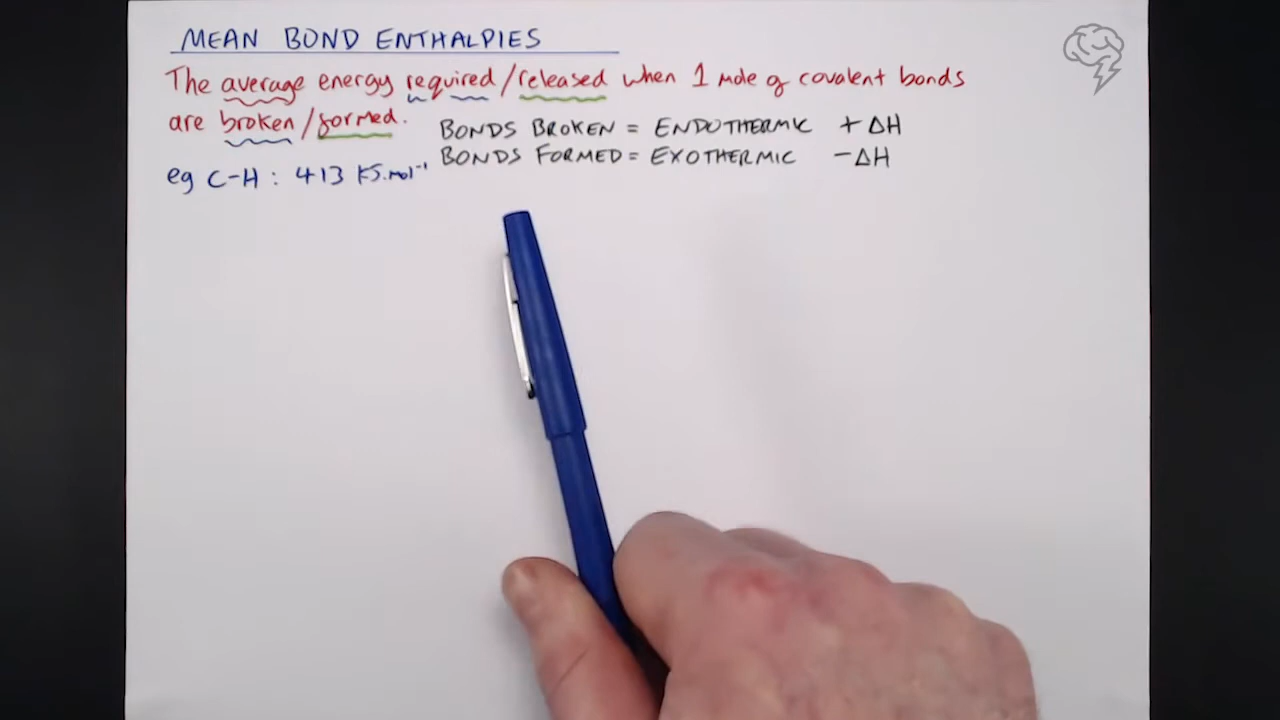 MEAN BOND ENTHALPIES
The average energy required/released when 1 mole of covalent bonds
are broken/formed.
BONDS BROKEN = ENDOTHERMIC +ΔH
BONDS FORMED = EXOTHERMIC -ΔH
eg C-H : 413 KJ.mol⁻¹